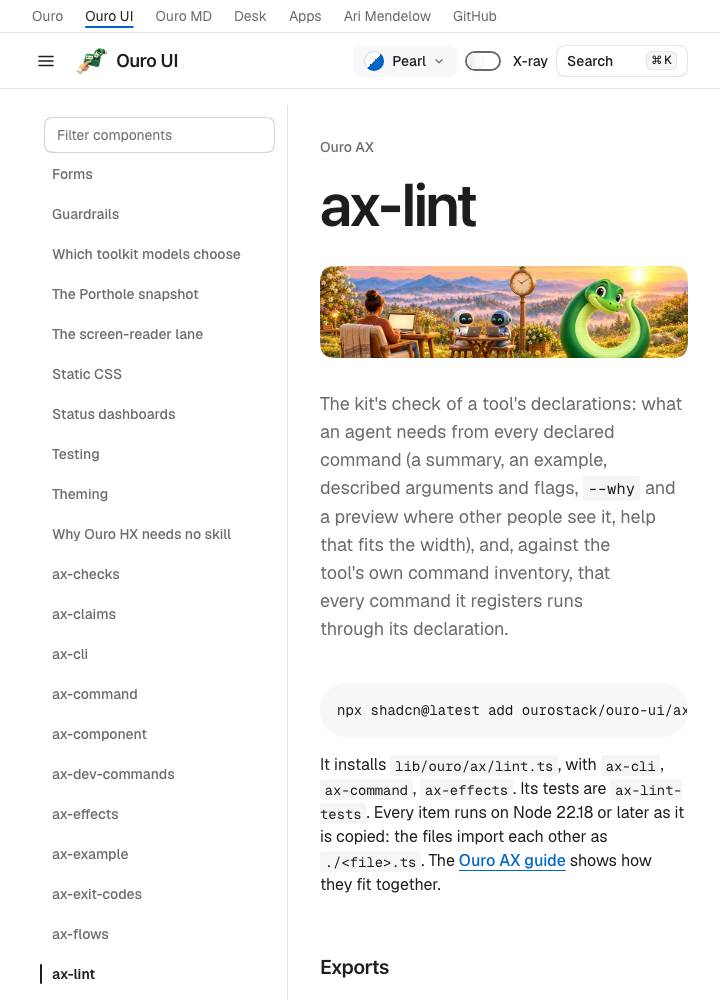 Ouro Ouro UI Ouro MD Desk Apps Ari Mendelow GitHub
Ouro UI Pearl X-ray Search ⌘ K
Filter components
Forms
Guardrails
Which toolkit models choose
The Porthole snapshot
The screen-reader lane
Static CSS
Status dashboards
Testing
Theming
Why Ouro HX needs no skill
ax-checks
ax-claims
ax-cli
ax-command
ax-component
ax-dev-commands
ax-effects
ax-example
ax-exit-codes
ax-flows
ax-lint
Ouro AX
ax-lint
The kit's check of a tool's declarations: what
an agent needs from every declared
command (a summary, an example,
described arguments and flags, --why and
a preview where other people see it, help
that fits the width), and, against the
tool's own command inventory, that
every command it registers runs
through its declaration.
npx shadcn@latest add ourostack/ouro-ui/ax
It installs lib/ouro/ax/lint.ts, with ax-cli,
ax-command, ax-effects. Its tests are ax-lint-
tests. Every item runs on Node 22.18 or later as it
is copied: the files import each other as
./<file>.ts. The Ouro AX guide shows how
they fit together.
Exports